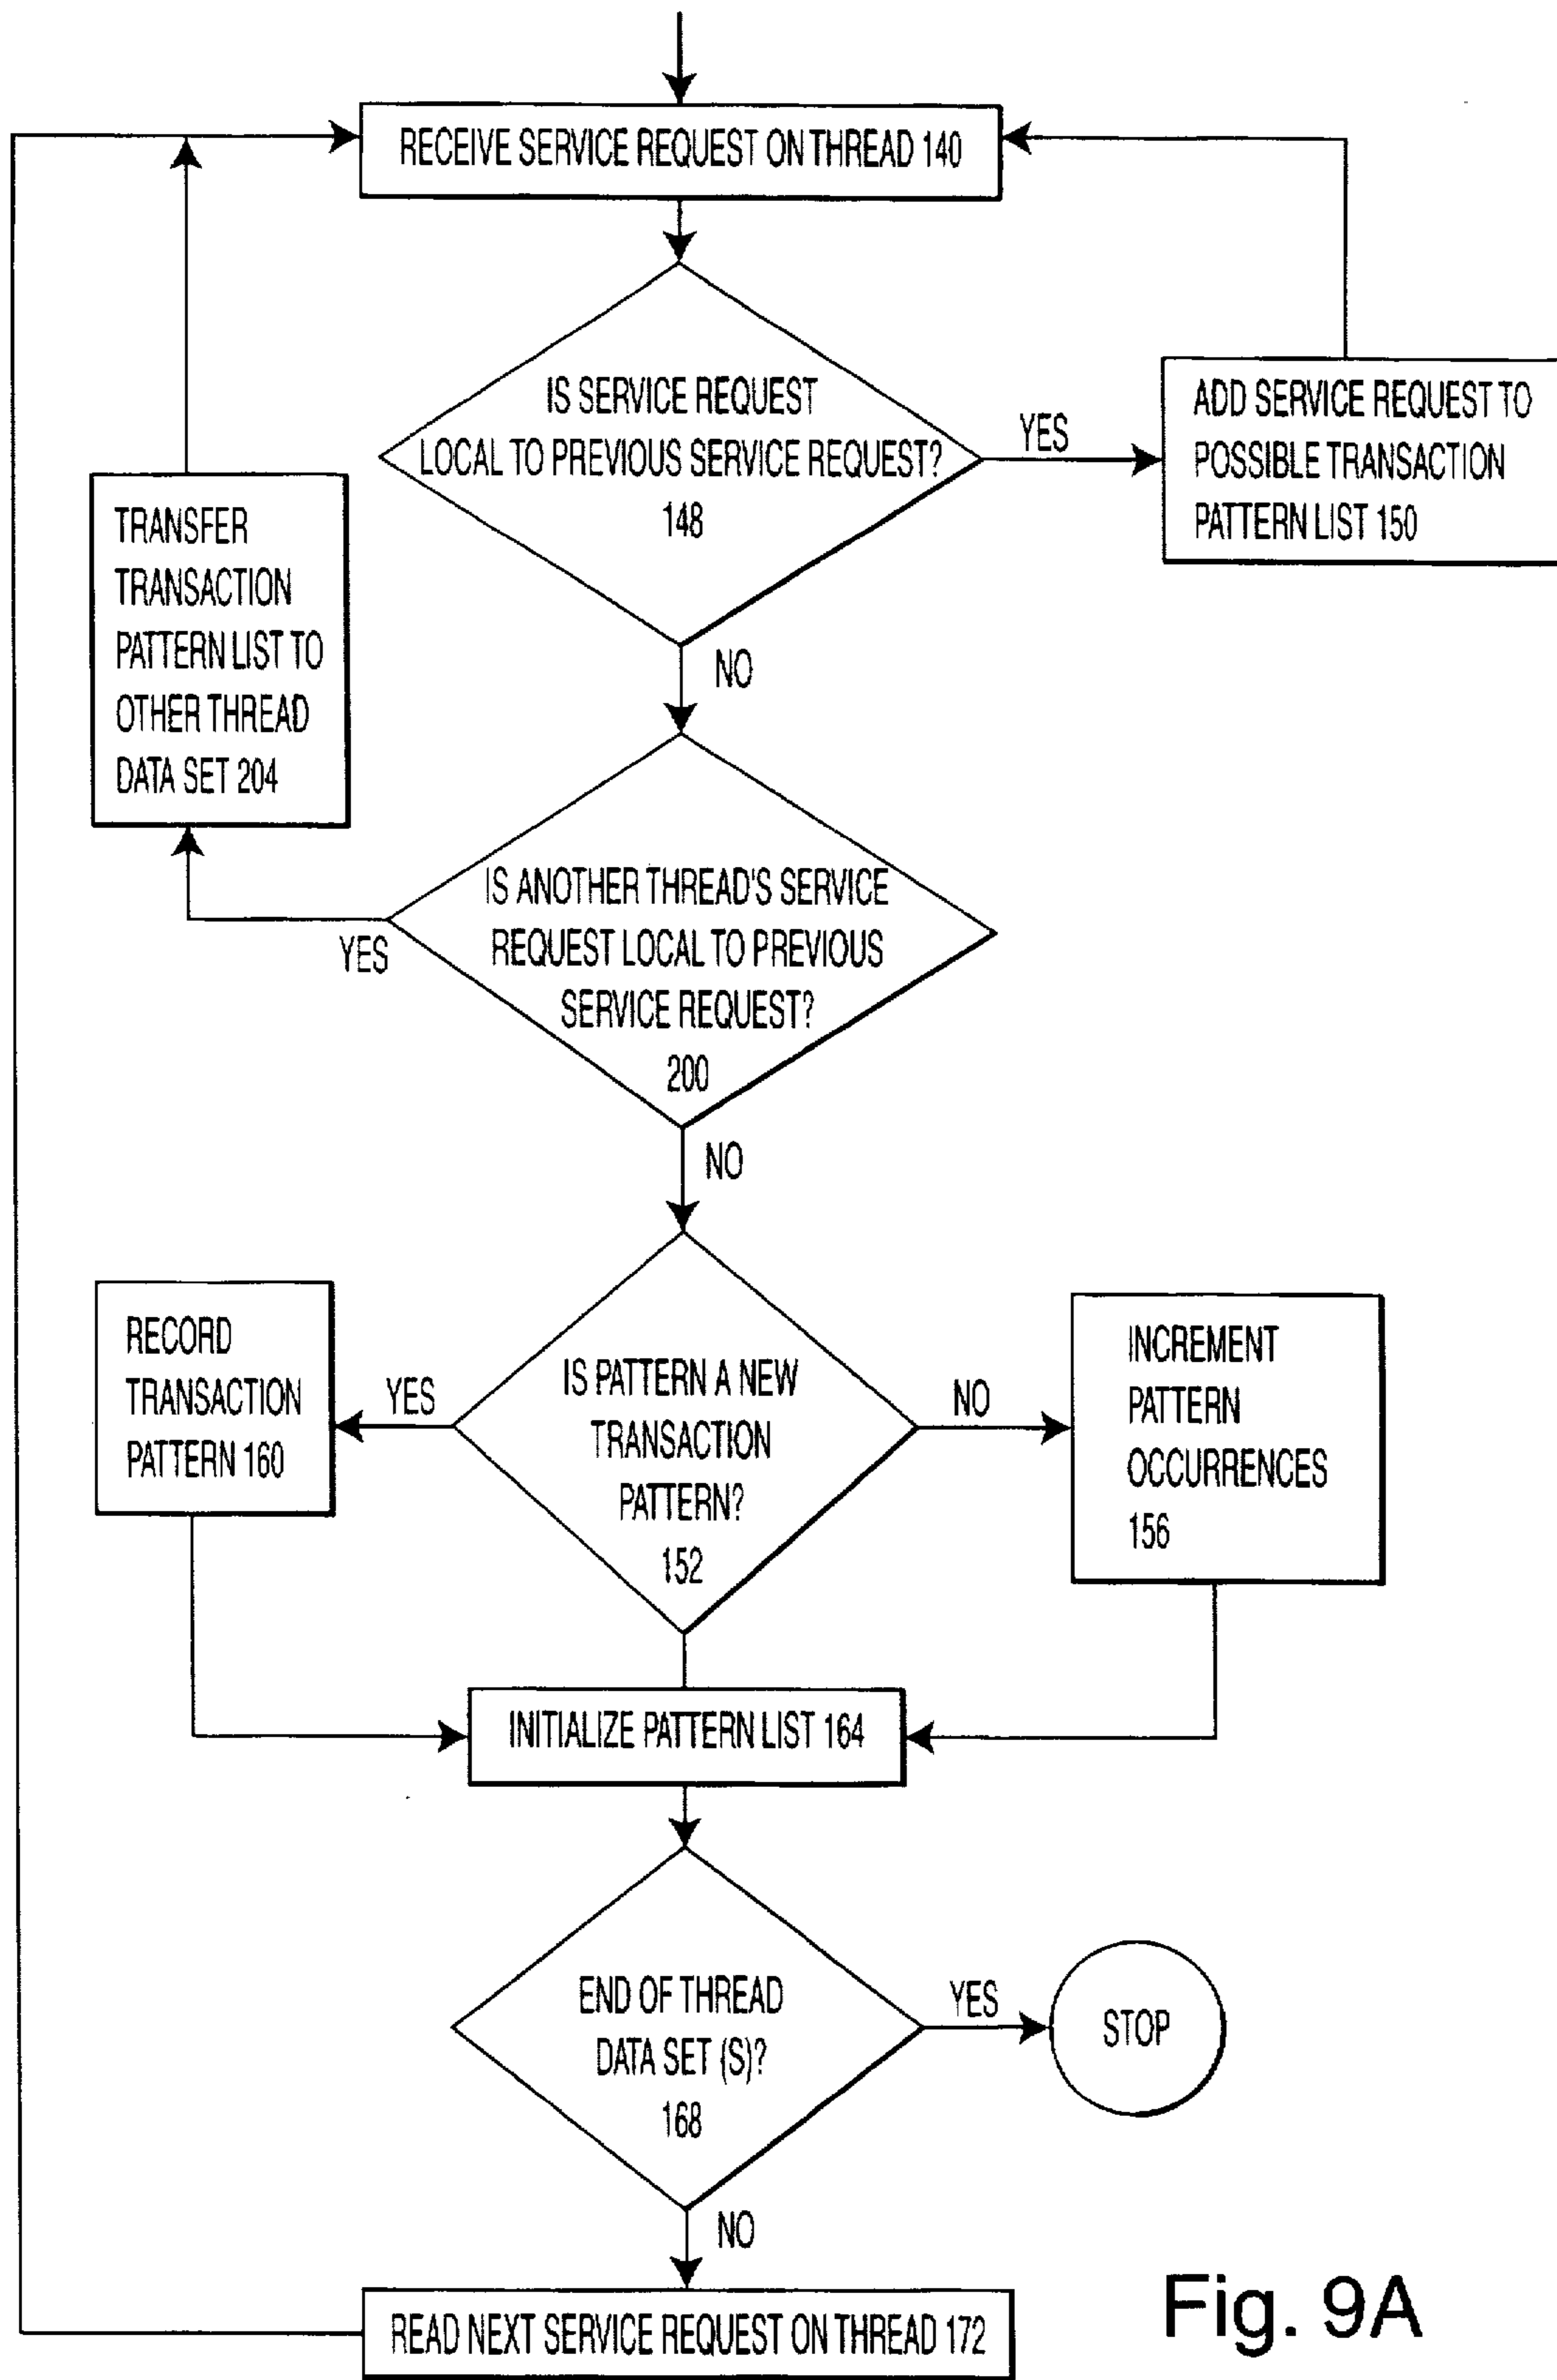 RECEIVE SERVICE REQUEST ON THREAD 140
IS SERVICE REQUEST
LOCAL TO PREVIOUS SERVICE REQUEST?
148
YES
ADD SERVICE REQUEST TO
POSSIBLE TRANSACTION
PATTERN LIST 150
TRANSFER
TRANSACTION
PATTERN LIST TO
OTHER THREAD
DATA SET 204
NO
IS ANOTHER THREAD'S SERVICE
REQUEST LOCAL TO PREVIOUS
SERVICE REQUEST?
200
YES
NO
RECORD
TRANSACTION
PATTERN 160
YES
IS PATTERN A NEW
TRANSACTION
PATTERN?
152
NO
INCREMENT
PATTERN
OCCURRENCES
156
INITIALIZE PATTERN LIST 164
END OF THREAD
DATA SET (S)?
168
YES
STOP
NO
READ NEXT SERVICE REQUEST ON THREAD 172
Fig. 9A